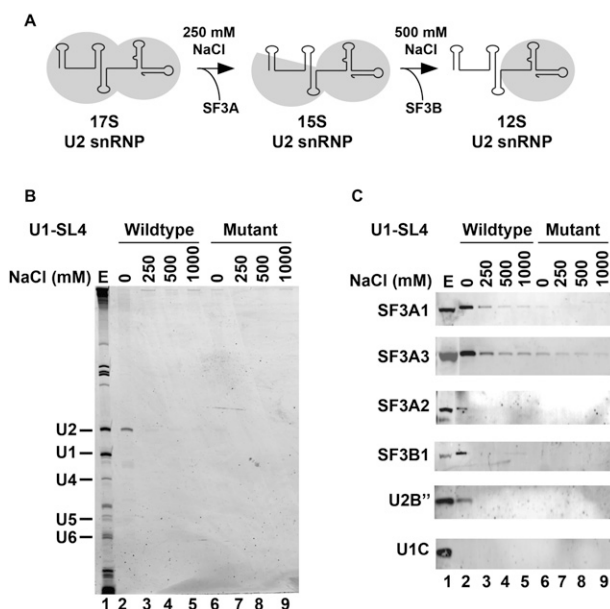 A
250 mM
NaCl
500 mM
NaCl
SF3A
SF3B
17S
U2 snRNP
15S
U2 snRNP
12S
U2 snRNP
B
U1-SL4 Wildtype Mutant
NaCl (mM) E 0 250 500 1000 0 250 500 1000
U2
U1
U4
U5
U6
1 2 3 4 5 6 7 8 9
C
U1-SL4 Wildtype Mutant
NaCl (mM) E 0 250 500 1000 0 250 500 1000
SF3A1
SF3A3
SF3A2
SF3B1
U2B’’
U1C
1 2 3 4 5 6 7 8 9